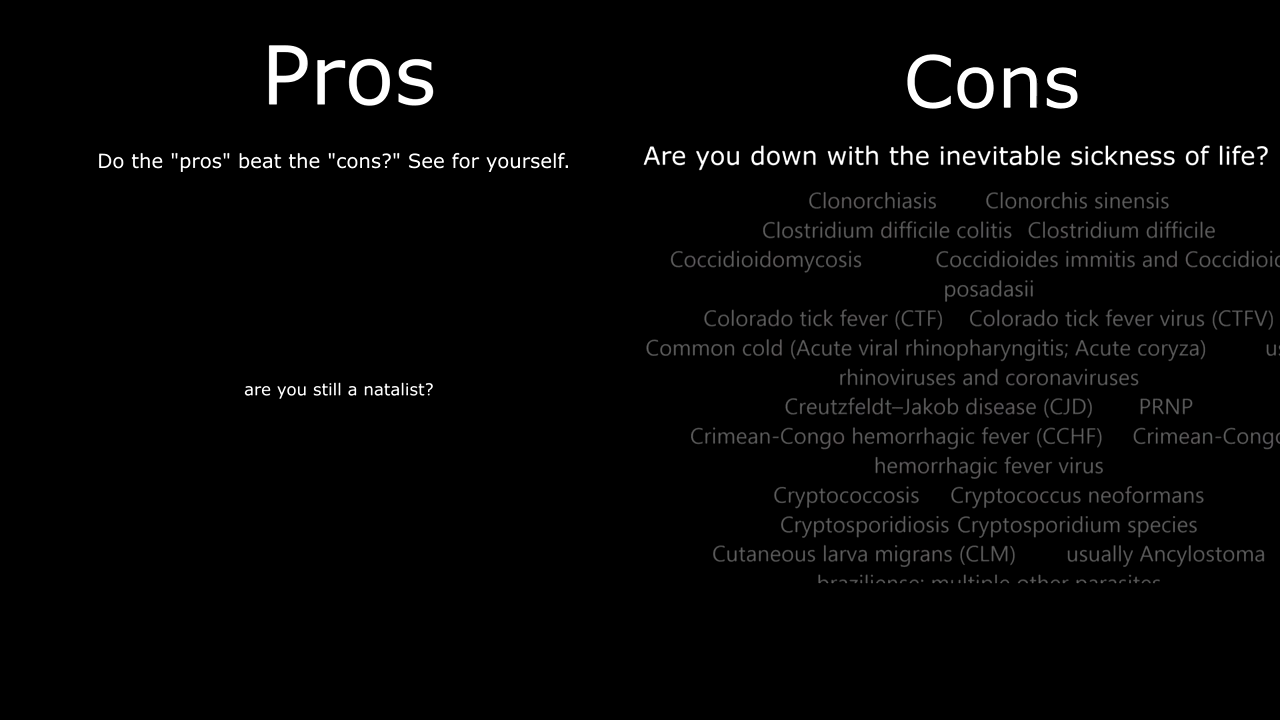 Pros
Do the "pros" beat the "cons?" See for yourself.
are you still a natalist?
Cons
Are you down with the inevitable sickness of life?
Clonorchiasis Clonorchis sinensis
Clostridium difficile colitis Clostridium difficile
Coccidioidomycosis Coccidioides immitis and
posadasii
Colorado tick fever (CTF) Colorado tick fever virus (CTFV)
Common cold (Acute viral rhinopharyngitis; Acute coryza)
rhinoviruses and coronaviruses
Creutzfeldt–Jakob disease (CJD) PRNP
Crimean-Congo hemorrhagic fever (CCHF) Crimean-Congo
hemorrhagic fever virus
Cryptococcosis Cryptococcus neoformans
Cryptosporidiosis Cryptosporidium species
Cutaneous larva migrans (CLM) usually Ancylostoma
braziliense; multiple other parasites